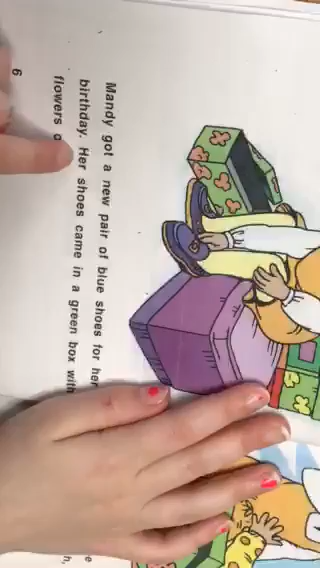 Mandy got a new pair of blue shoes for her
birthday. Her shoes came in a green box with
flowers
6